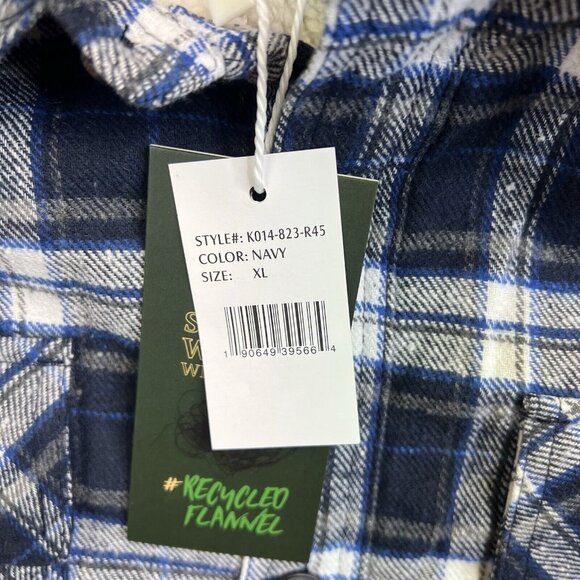 STYLE#: K014-823-R45
COLOR: NAVY
SIZE: XL
1 90649 39566 4
#RECYCLED
FLANNEL